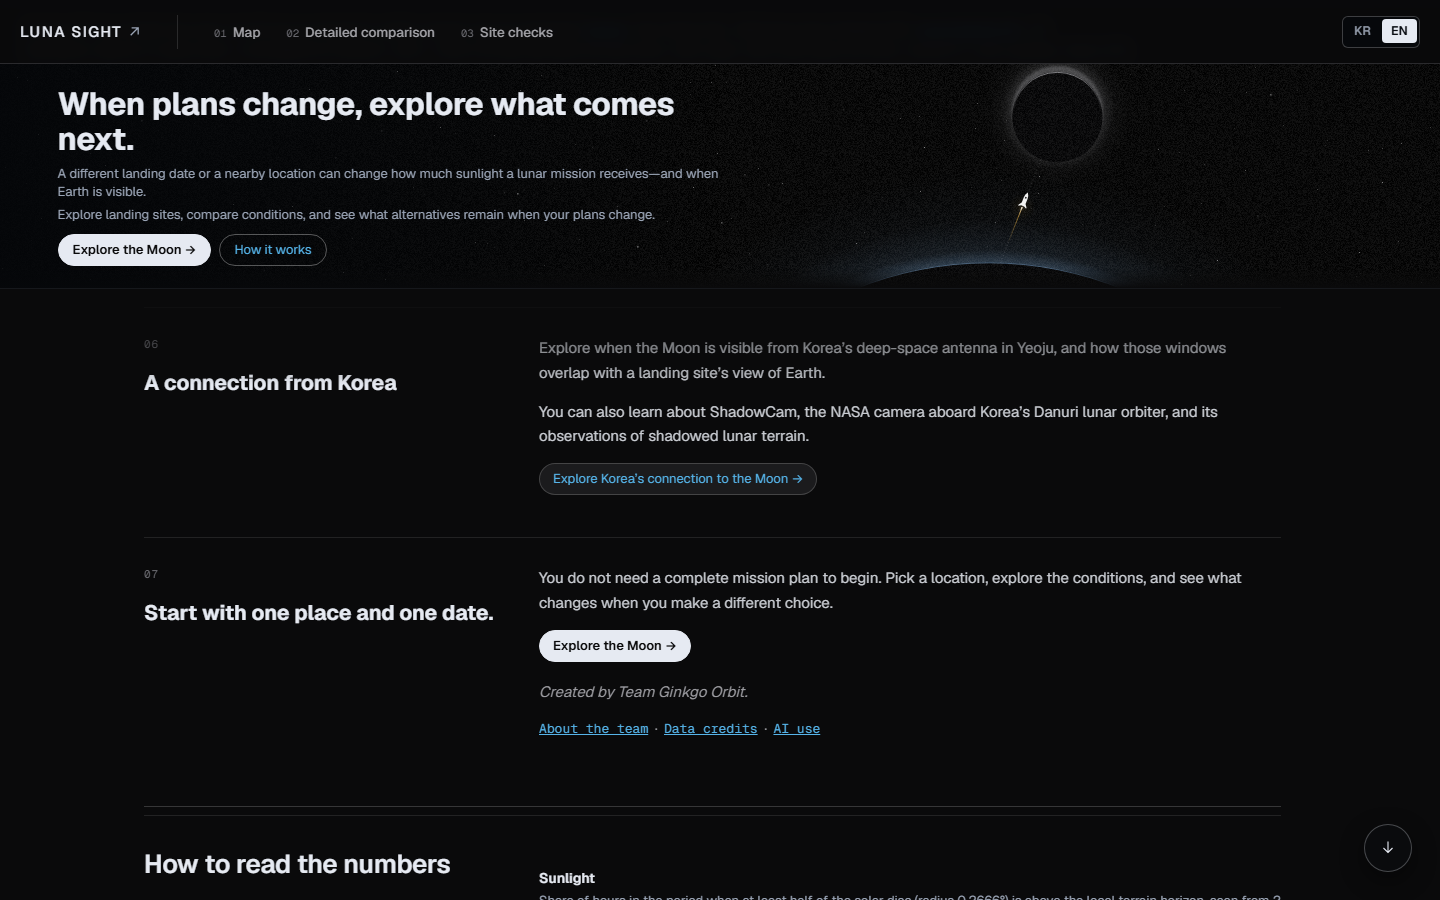 LUNA SIGHT ↗
01 Map
02 Detailed comparison
03 Site checks
KR EN
When plans change, explore what comes
next.
A different landing date or a nearby location can change how much sunlight a lunar mission receives—and when
Earth is visible.
Explore landing sites, compare conditions, and see what alternatives remain when your plans change.
Explore the Moon →
How it works
06
A connection from Korea
Explore when the Moon is visible from Korea’s deep-space antenna in Yeoju, and how those windows
overlap with a landing site’s view of Earth.
You can also learn about ShadowCam, the NASA camera aboard Korea’s Danuri lunar orbiter, and its
observations of shadowed lunar terrain.
Explore Korea’s connection to the Moon →
07
Start with one place and one date.
You do not need a complete mission plan to begin. Pick a location, explore the conditions, and see what
changes when you make a different choice.
Explore the Moon →
Created by Team Ginkgo Orbit.
About the team · Data credits · AI use
How to read the numbers
Sunlight